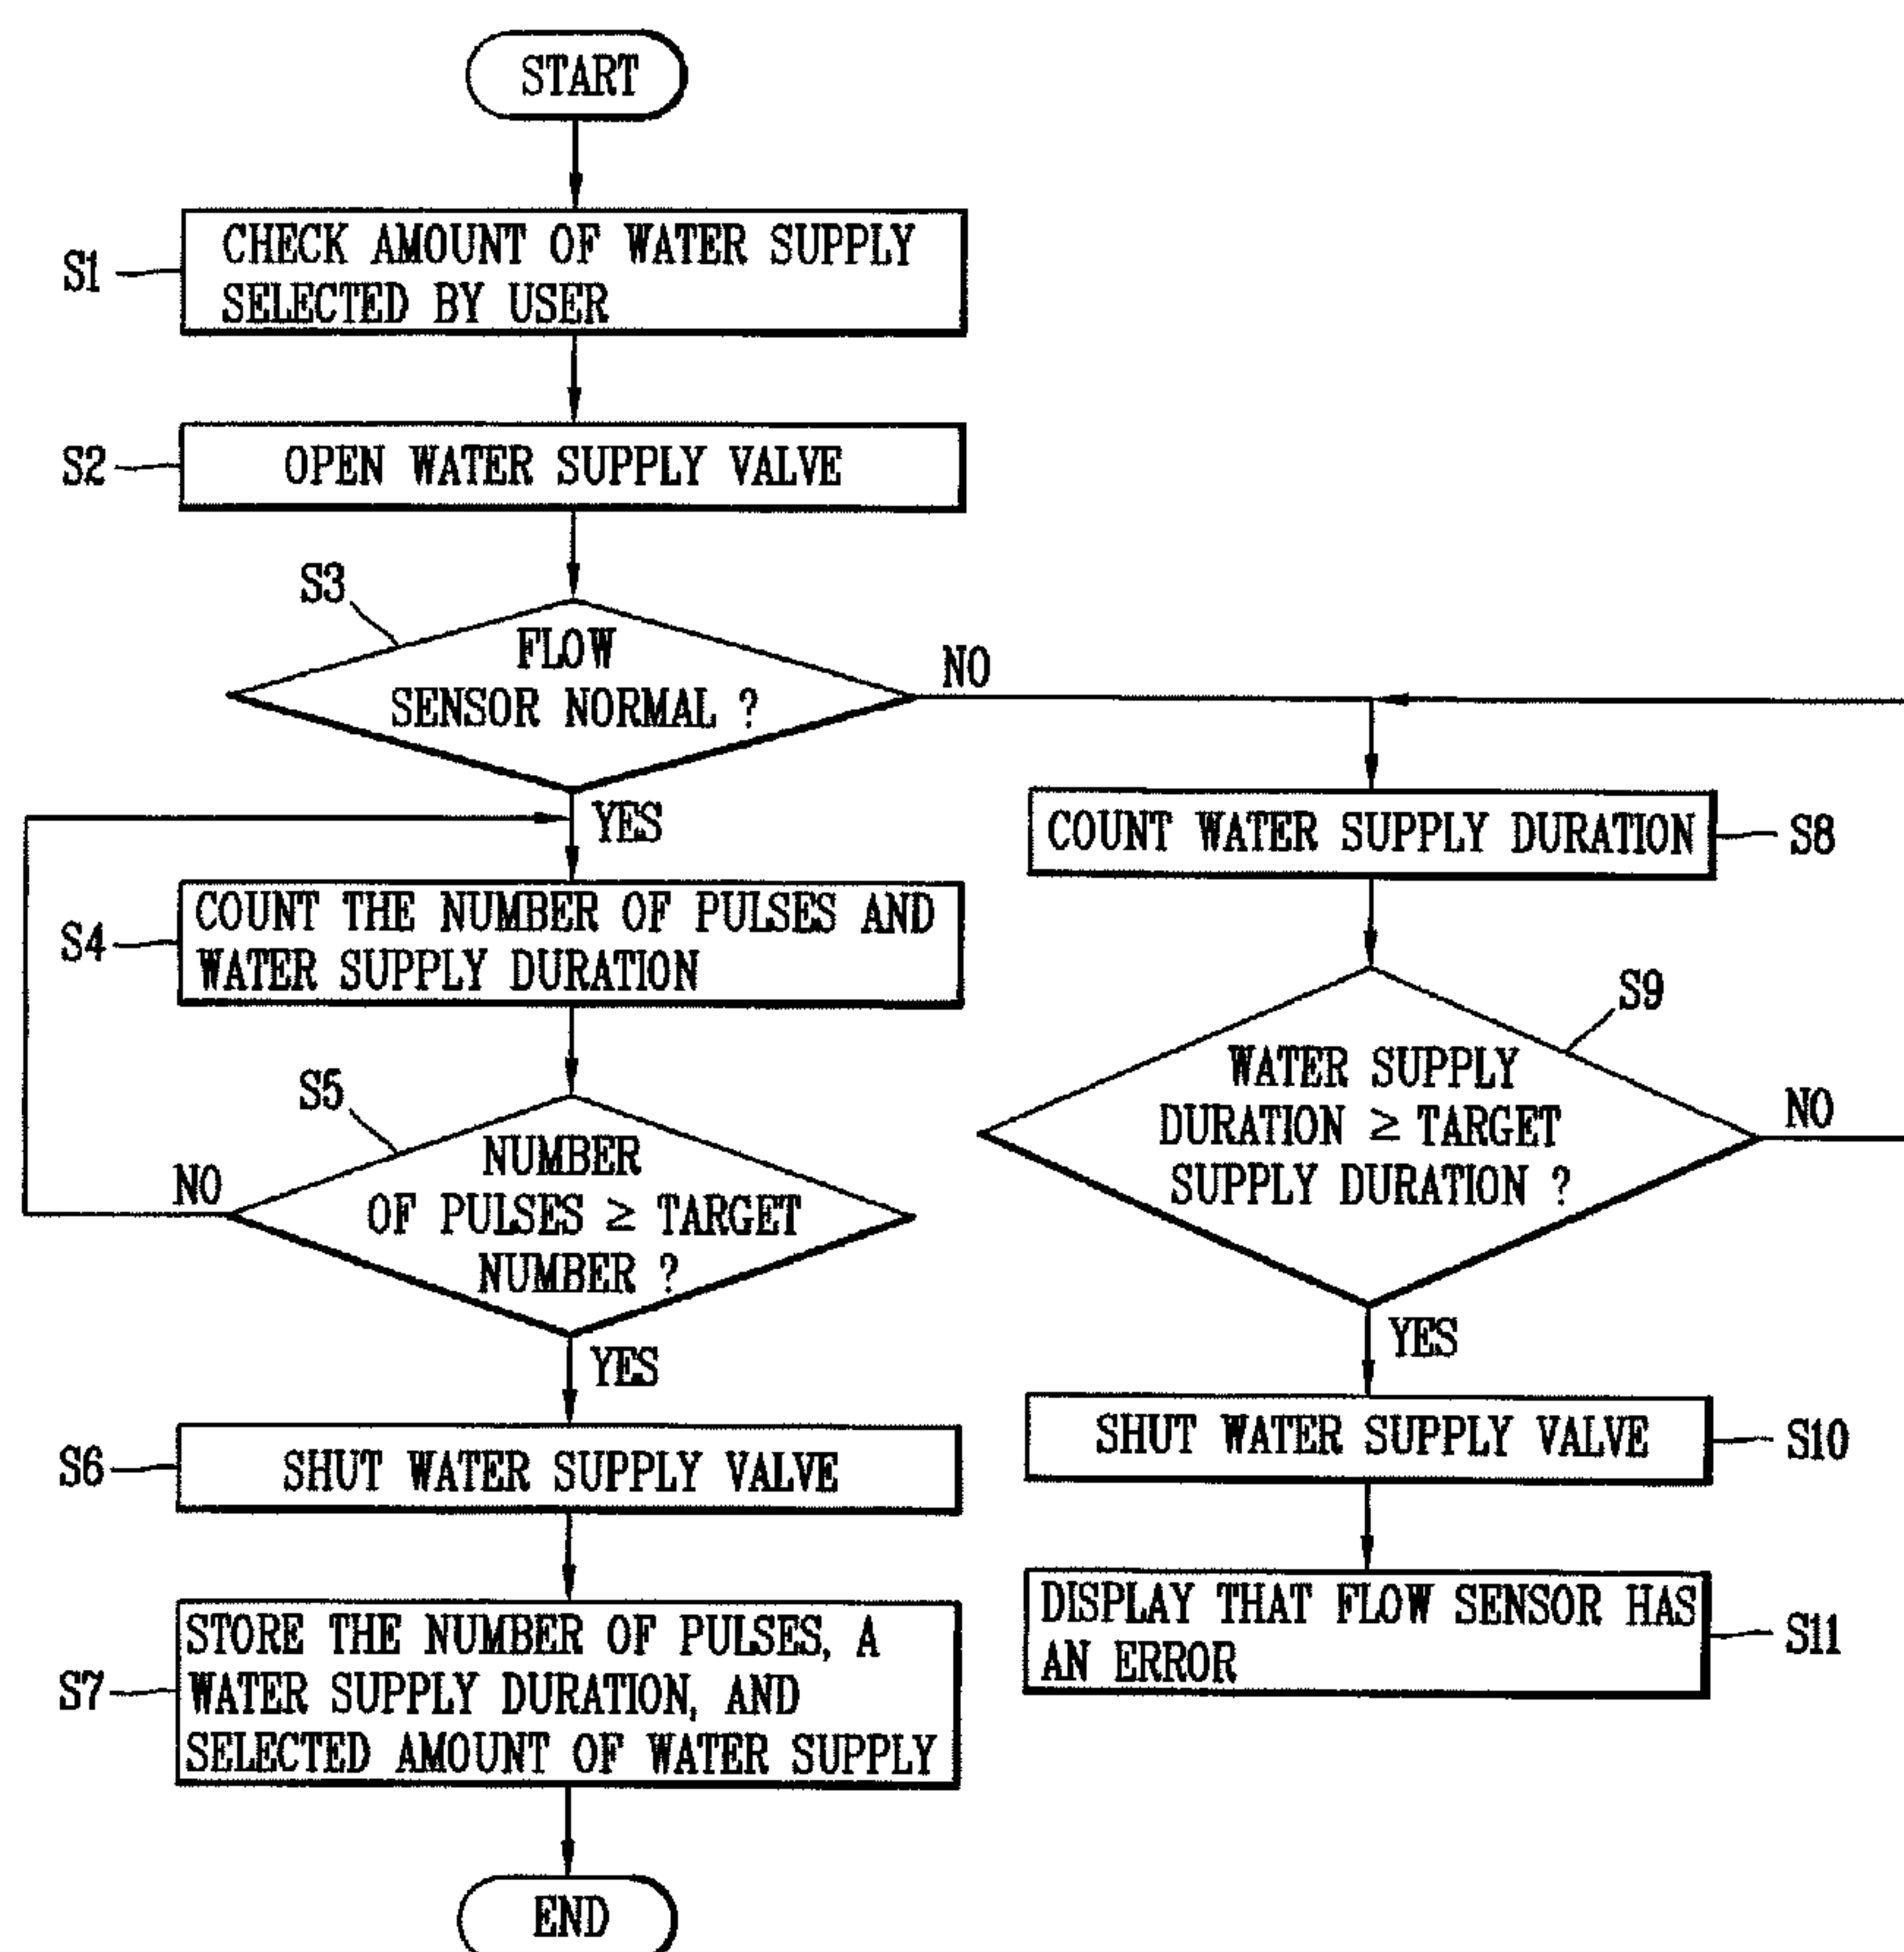 START
S1
CHECK AMOUNT OF WATER SUPPLY
SELECTED BY USER
S2
OPEN WATER SUPPLY VALVE
S3
FLOW
SENSOR NORMAL ?
NO
YES
S4
COUNT THE NUMBER OF PULSES AND
WATER SUPPLY DURATION
S5
NUMBER
OF PULSES ≥ TARGET
NUMBER ?
NO
YES
S6
SHUT WATER SUPPLY VALVE
S7
STORE THE NUMBER OF PULSES, A
WATER SUPPLY DURATION, AND
SELECTED AMOUNT OF WATER SUPPLY
END
COUNT WATER SUPPLY DURATION
S8
S9
WATER SUPPLY
DURATION ≥ TARGET
SUPPLY DURATION ?
NO
YES
SHUT WATER SUPPLY VALVE
S10
DISPLAY THAT FLOW SENSOR HAS
AN ERROR
S11